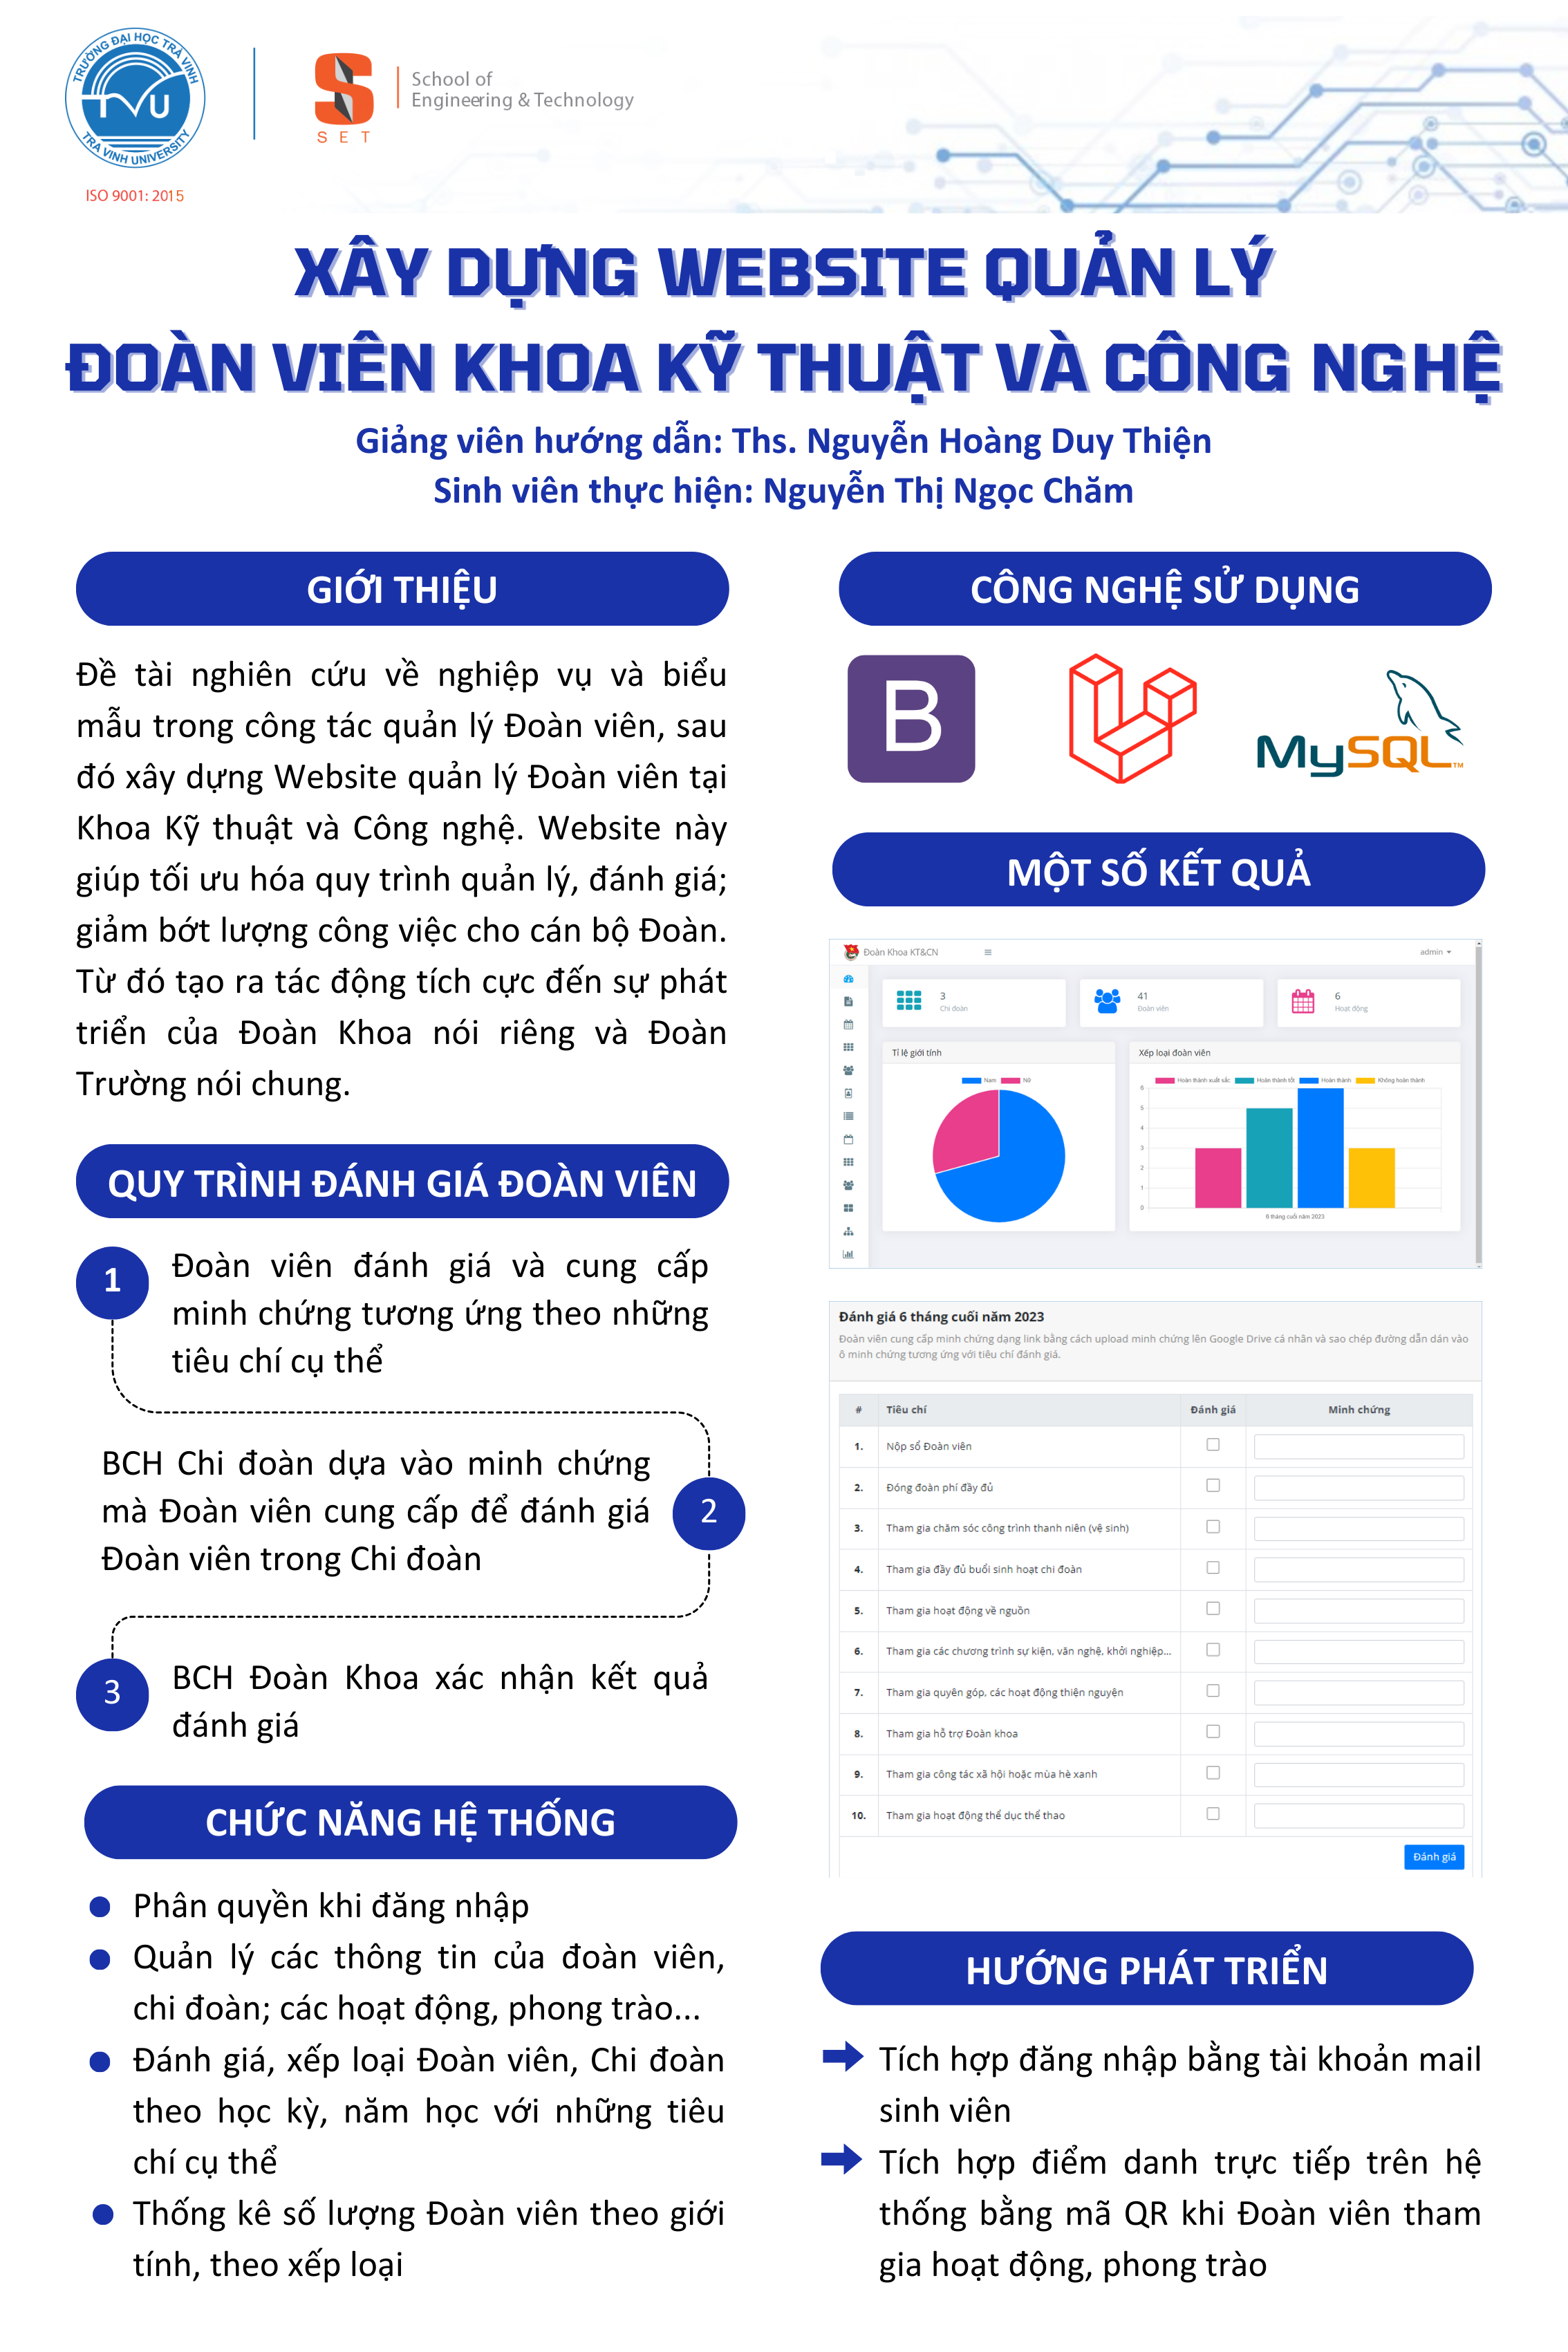 TRƯỜNG ĐẠI HỌC TRÀ VINH
TVU
TRA VINH UNIVERSITY
ISO 9001: 2015
S E T
School of
Engineering & Technology
XÂY DỰNG WEBSITE QUẢN LÝ
ĐOÀN VIÊN KHOA KỸ THUẬT VÀ CÔNG NGHỆ
Giảng viên hướng dẫn: Ths. Nguyễn Hoàng Duy Thiện
Sinh viên thực hiện: Nguyễn Thị Ngọc Chăm
GIỚI THIỆU
Đề tài nghiên cứu về nghiệp vụ và biểu
mẫu trong công tác quản lý Đoàn viên, sau
đó xây dựng Website quản lý Đoàn viên tại
Khoa Kỹ thuật và Công nghệ. Website này
giúp tối ưu hóa quy trình quản lý, đánh giá;
giảm bớt lượng công việc cho cán bộ Đoàn.
Từ đó tạo ra tác động tích cực đến sự phát
triển của Đoàn Khoa nói riêng và Đoàn
Trường nói chung.
QUY TRÌNH ĐÁNH GIÁ ĐOÀN VIÊN
1
Đoàn viên đánh giá và cung cấp
minh chứng tương ứng theo những
tiêu chí cụ thể
BCH Chi đoàn dựa vào minh chứng
mà Đoàn viên cung cấp để đánh giá
Đoàn viên trong Chi đoàn
2
3
BCH Đoàn Khoa xác nhận kết quả
đánh giá
CHỨC NĂNG HỆ THỐNG
Phân quyền khi đăng nhập
Quản lý các thông tin của đoàn viên,
chi đoàn; các hoạt động, phong trào...
Đánh giá, xếp loại Đoàn viên, Chi đoàn
theo học kỳ, năm học với những tiêu
chí cụ thể
Thống kê số lượng Đoàn viên theo giới
tính, theo xếp loại
CÔNG NGHỆ SỬ DỤNG
B
MySQL™
MỘT SỐ KẾT QUẢ
Đoàn Khoa KT&CN
admin
3
Chi đoàn
41
Đoàn viên
6
Hoạt động
Tỉ lệ giới tính
Nam Nữ
Xếp loại đoàn viên
Hoàn thành xuất sắc Hoàn thành tốt Hoàn thành Không hoàn thành
6
5
4
3
2
1
0
6 tháng cuối năm 2023
Đánh giá 6 tháng cuối năm 2023
Đoàn viên cung cấp minh chứng dạng link bằng cách upload minh chứng lên Google Drive cá nhân và sao chép đường dẫn dán vào
ô minh chứng tương ứng với tiêu chí đánh giá.
# Tiêu chí Đánh giá Minh chứng
1. Nộp sổ Đoàn viên
2. Đóng đoàn phí đầy đủ
3. Tham gia chăm sóc công trình thanh niên (vệ sinh)
4. Tham gia đầy đủ buổi sinh hoạt chi đoàn
5. Tham gia hoạt động về nguồn
6. Tham gia các chương trình sự kiện, văn nghệ, khởi nghiệp...
7. Tham gia quyên góp, các hoạt động thiện nguyện
8. Tham gia hỗ trợ Đoàn khoa
9. Tham gia công tác xã hội hoặc mùa hè xanh
10. Tham gia hoạt động thể dục thể thao
Đánh giá
HƯỚNG PHÁT TRIỂN
Tích hợp đăng nhập bằng tài khoản mail
sinh viên
Tích hợp điểm danh trực tiếp trên hệ
thống bằng mã QR khi Đoàn viên tham
gia hoạt động, phong trào